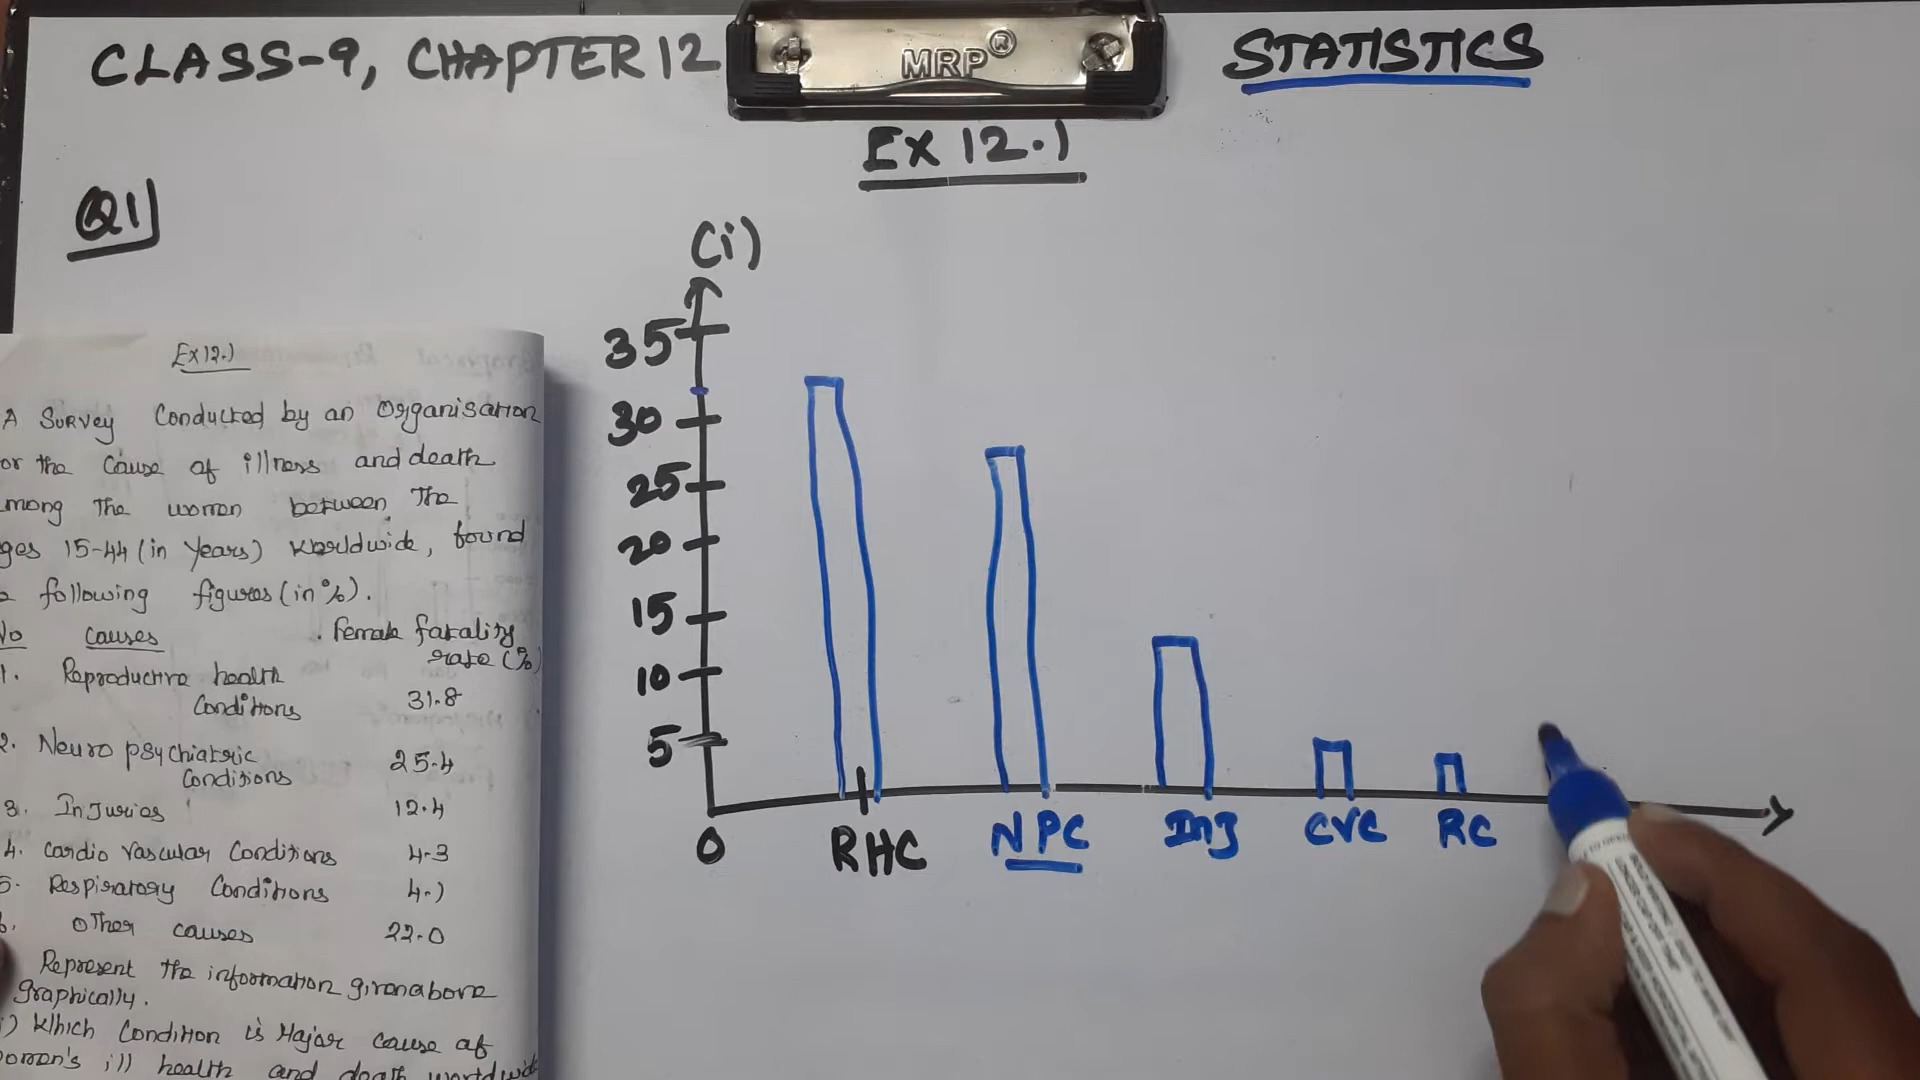 CLASS-9, CHAPTER 12
MRP®
STATISTICS
EX 12.1
Q1
(i)
35
30
25
20
15
10
5
0
RHC
NPC
Inj
CVC
RC
Ex 12.1
A Survey Conducted by an Organisation
or the Cause of illness and death
mong the women between the
ges 15-44 (in years) worldwide, found
following figures (in %).
No causes Female fatality
rate (%)
1. Reproductive health
Conditions 31.8
2. Neuro psychiatric
Conditions 25.4
3. Injuries 12.4
4. Cardio vascular Conditions 4.3
5. Respiratory Conditions 4.1
6. Other causes 22.0
Represent the information given above
graphically.
i) Which Condition is Major cause of
women's ill health and death worldwid